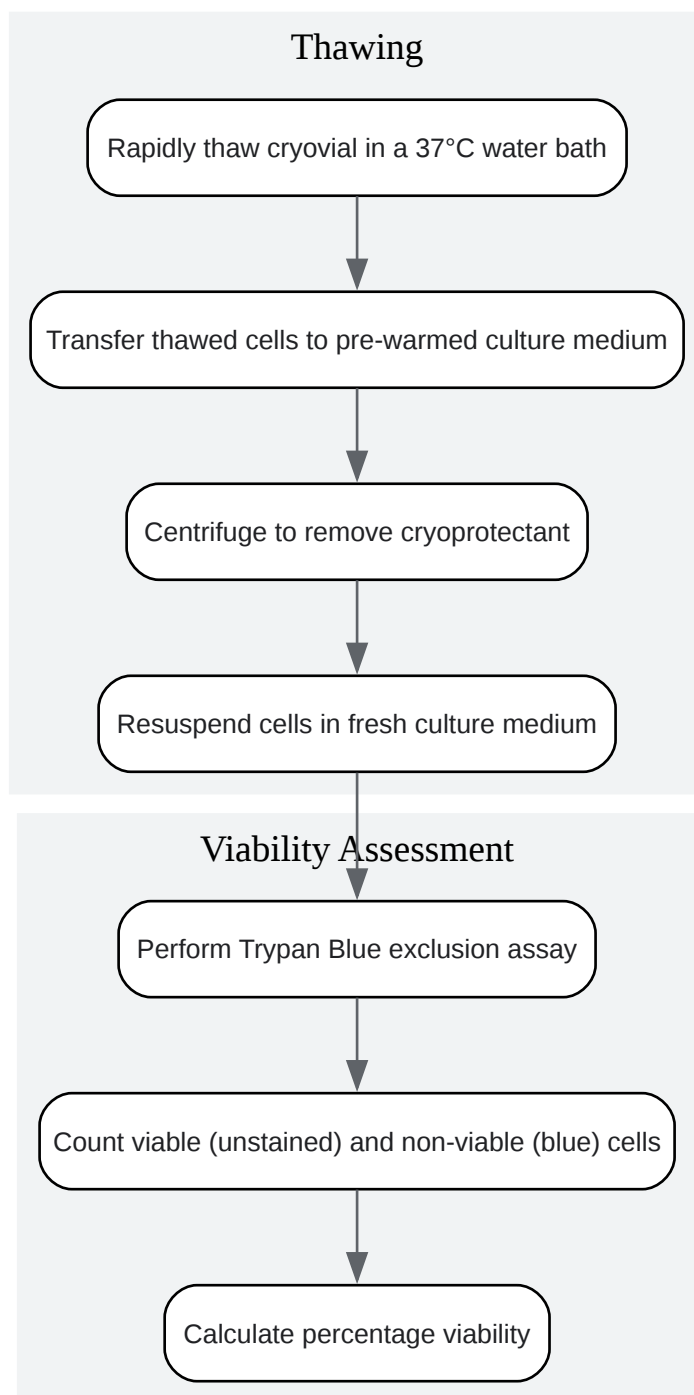 Thawing
Rapidly thaw cryovial in a 37°C water bath
Transfer thawed cells to pre-warmed culture medium
Centrifuge to remove cryoprotectant
Resuspend cells in fresh culture medium
Viability Assessment
Perform Trypan Blue exclusion assay
Count viable (unstained) and non-viable (blue) cells
Calculate percentage viability